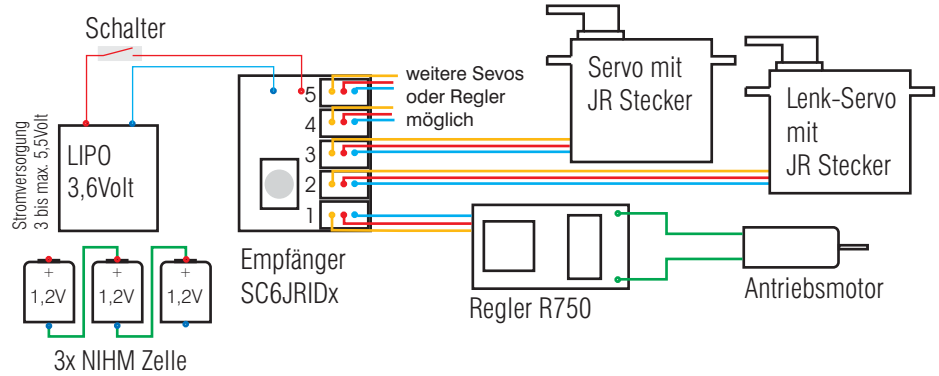 Schalter
weitere Sevos
oder Regler
möglich
Servo mit
JR Stecker
Lenk-Servo
mit
JR Stecker
Stromversorgung
3 bis max. 5,5Volt
LIPO
3,6Volt
5
4
3
2
1
Empfänger
SC6JRIDx
Regler R750
Antriebsmotor
+
1,2V
+
1,2V
+
1,2V
3x NIHM Zelle